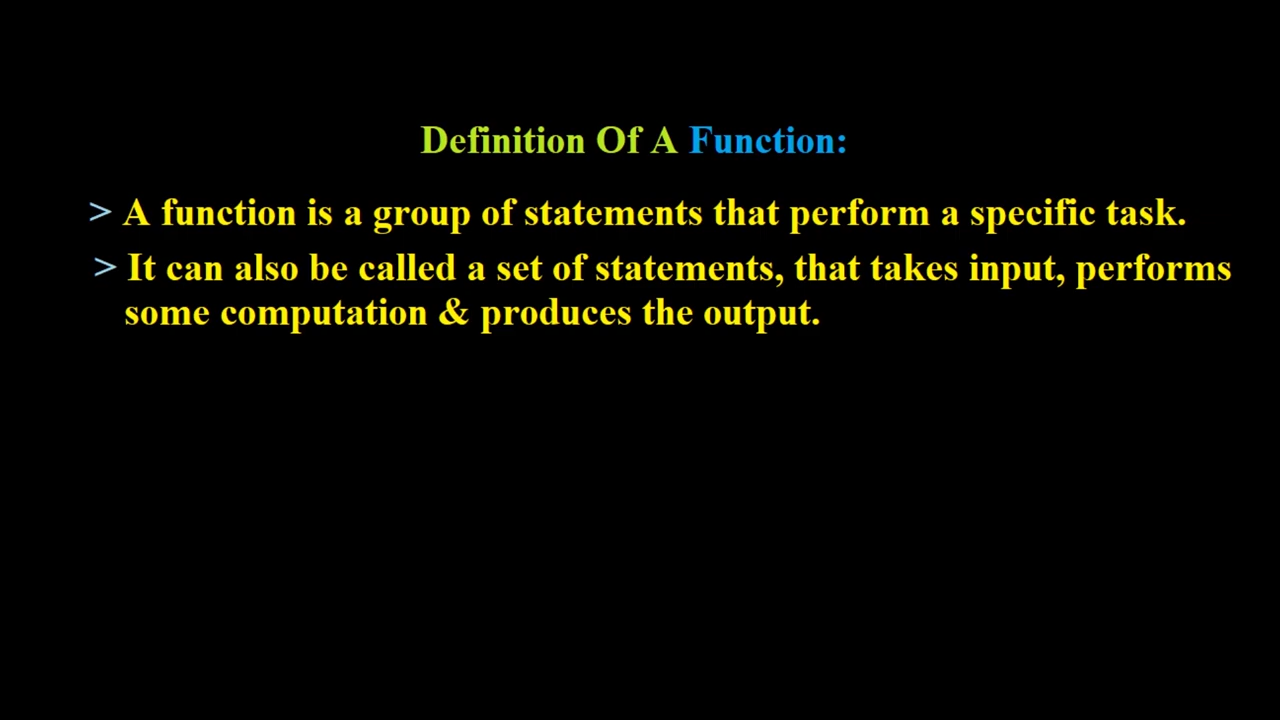 Definition Of A Function:
> A function is a group of statements that perform a specific task.
> It can also be called a set of statements, that takes input, performs
some computation & produces the output.